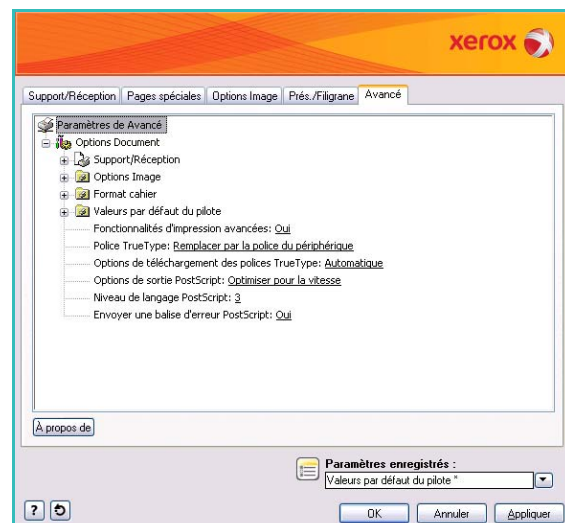 xerox
Support/Réception Pages spéciales Options Image Prés./Filigrane Avancé
Paramètres de Avancé
Options Document
Support/Réception
Options Image
Format cahier
Valeurs par défaut du pilote
Fonctionnalités d'impression avancées: Oui
Police TrueType: Remplacer par la police du périphérique
Options de téléchargement des polices TrueType: Automatique
Options de sortie PostScript: Optimiser pour la vitesse
Niveau de langage PostScript: 3
Envoyer une balise d'erreur PostScript: Oui
À propos de
Paramètres enregistrés :
Valeurs par défaut du pilote *
? OK Annuler Appliquer